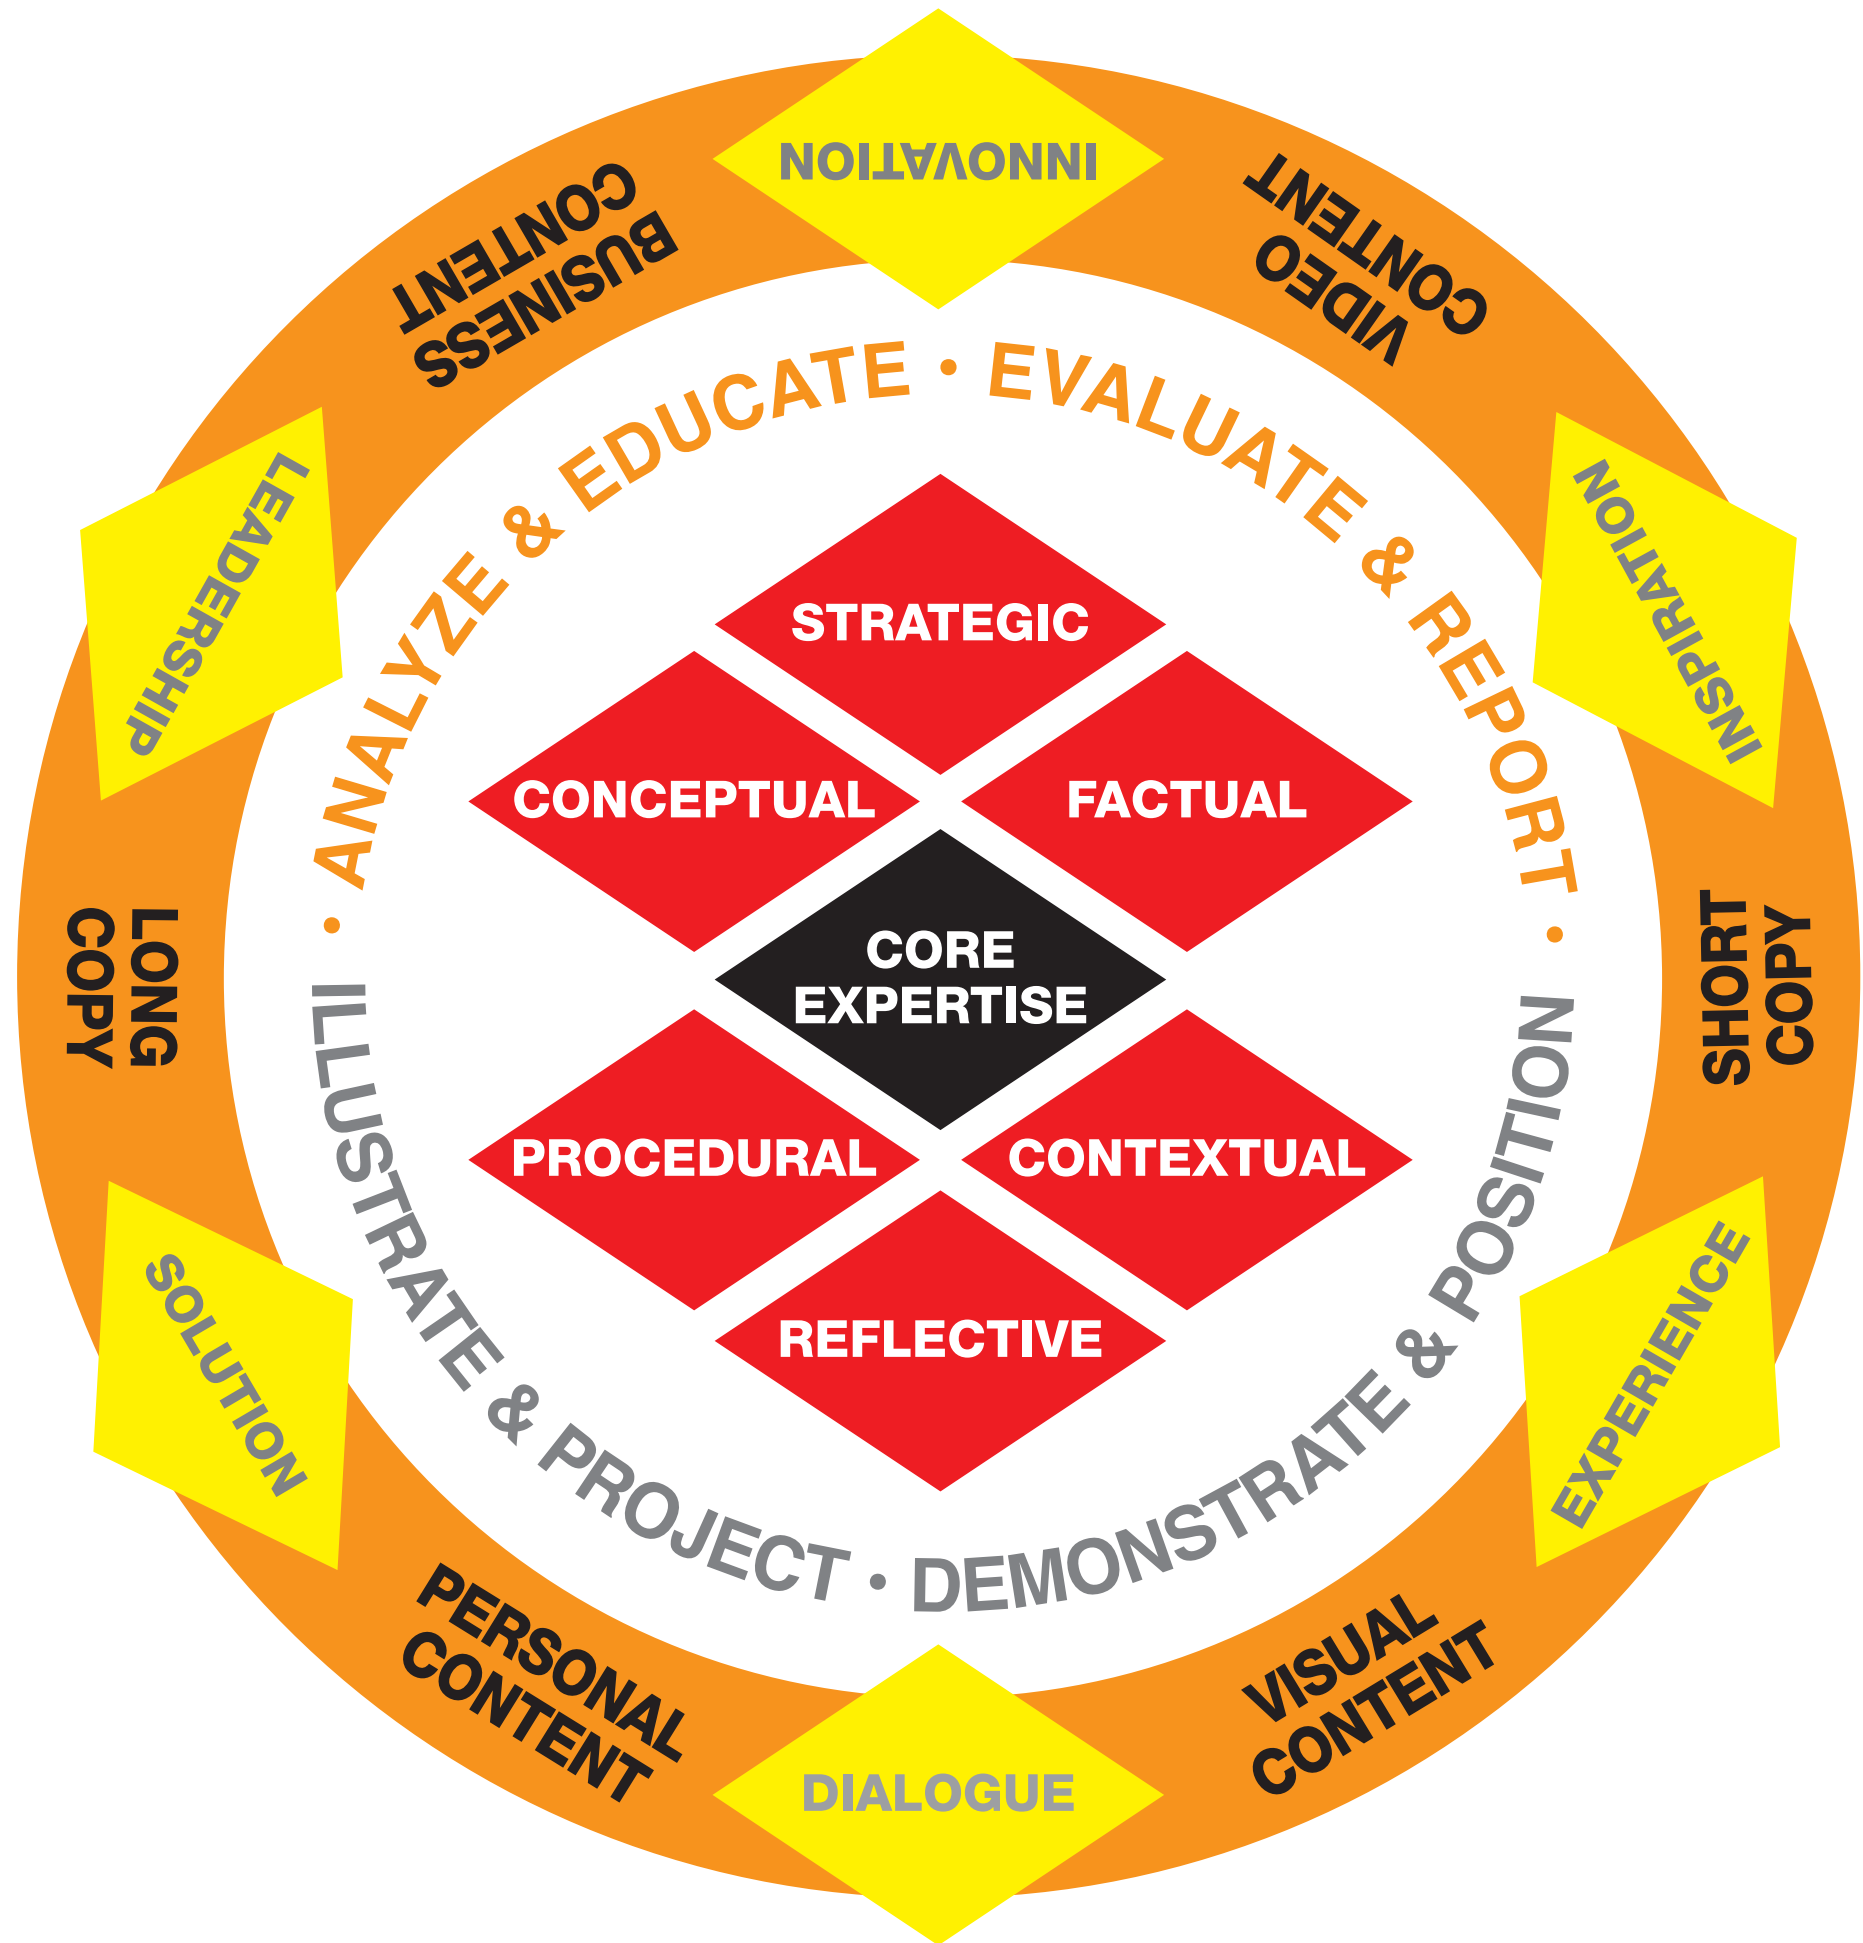 INNOVATION
VIDEO
CONTENT
INSPIRATION
SHORT
COPY
EXPERIENCE
VISUAL
CONTENT
DIALOGUE
PERSONAL
CONTENT
SOLUTION
LONG
COPY
LEADERSHIP
BUSINESS
CONTENT
• ANALYZE & EDUCATE • EVALUATE & REPORT •
ILLUSTRATE & PROJECT • DEMONSTRATE & POSITION
STRATEGIC
CONCEPTUAL
FACTUAL
CORE
EXPERTISE
PROCEDURAL
CONTEXTUAL
REFLECTIVE